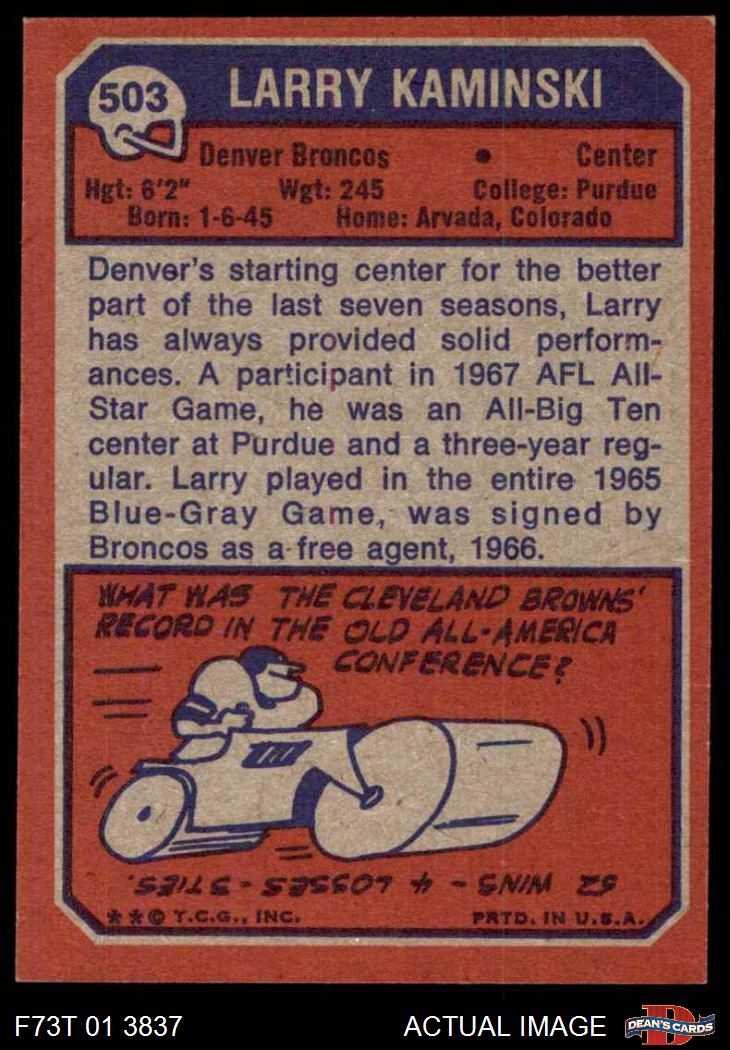 503
LARRY KAMINSKI
Denver Broncos • Center
Hgt: 6'2" Wgt: 245 College: Purdue
Born: 1-6-45 Home: Arvada, Colorado
Denver's starting center for the better
part of the last seven seasons, Larry
has always provided solid perform-
ances. A participant in 1967 AFL All-
Star Game, he was an All-Big Ten
center at Purdue and a three-year reg-
ular. Larry played in the entire 1965
Blue-Gray Game, was signed by
Broncos as a free agent, 1966.
WHAT WAS THE CLEVELAND BROWNS'
RECORD IN THE OLD ALL-AMERICA
CONFERENCE?
52 WINS - 4 LOSSES - 3 TIES.
**© T.C.G., INC. PRTD. IN U.S.A.
F73T 01 3837 ACTUAL IMAGE D DEAN'S CARDS